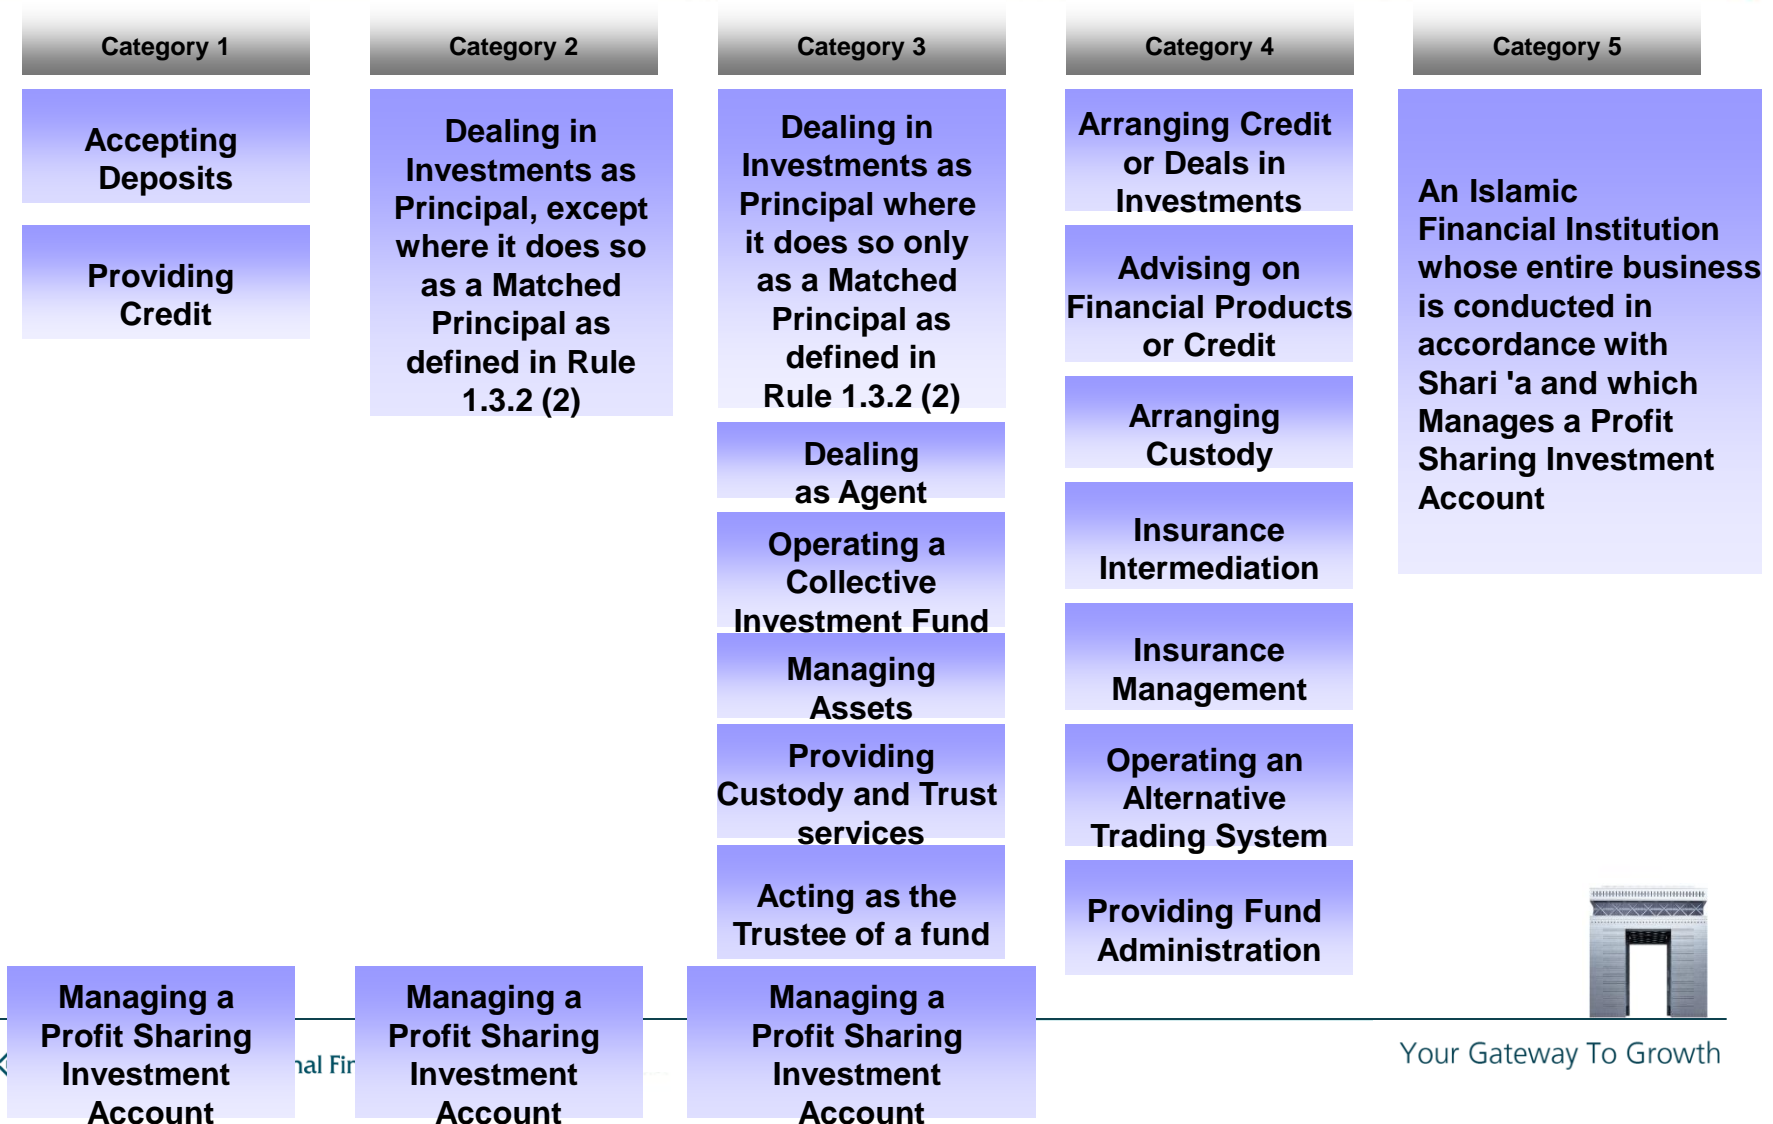 Category 1
Accepting
Deposits
Providing
Credit
Category 2
Dealing in
Investments as
Principal, except
where it does so
as a Matched
Principal as
defined in Rule
1.3.2 (2)
Category 3
Dealing in
Investments as
Principal where
it does so only
as a Matched
Principal as
defined in
Rule 1.3.2 (2)
Dealing
as Agent
Operating a
Collective
Investment Fund
Managing
Assets
Providing
Custody and Trust
services
Acting as the
Trustee of a fund
Category 4
Arranging Credit
or Deals in
Investments
Advising on
Financial Products
or Credit
Arranging
Custody
Insurance
Intermediation
Insurance
Management
Operating an
Alternative
Trading System
Providing Fund
Administration
Category 5
An Islamic
Financial Institution
whose entire business
is conducted in
accordance with
Shari 'a and which
Manages a Profit
Sharing Investment
Account
Managing a
Profit Sharing
Investment
Account
Managing a
Profit Sharing
Investment
Account
Managing a
Profit Sharing
Investment
Account
nal Fin
Your Gateway To Growth